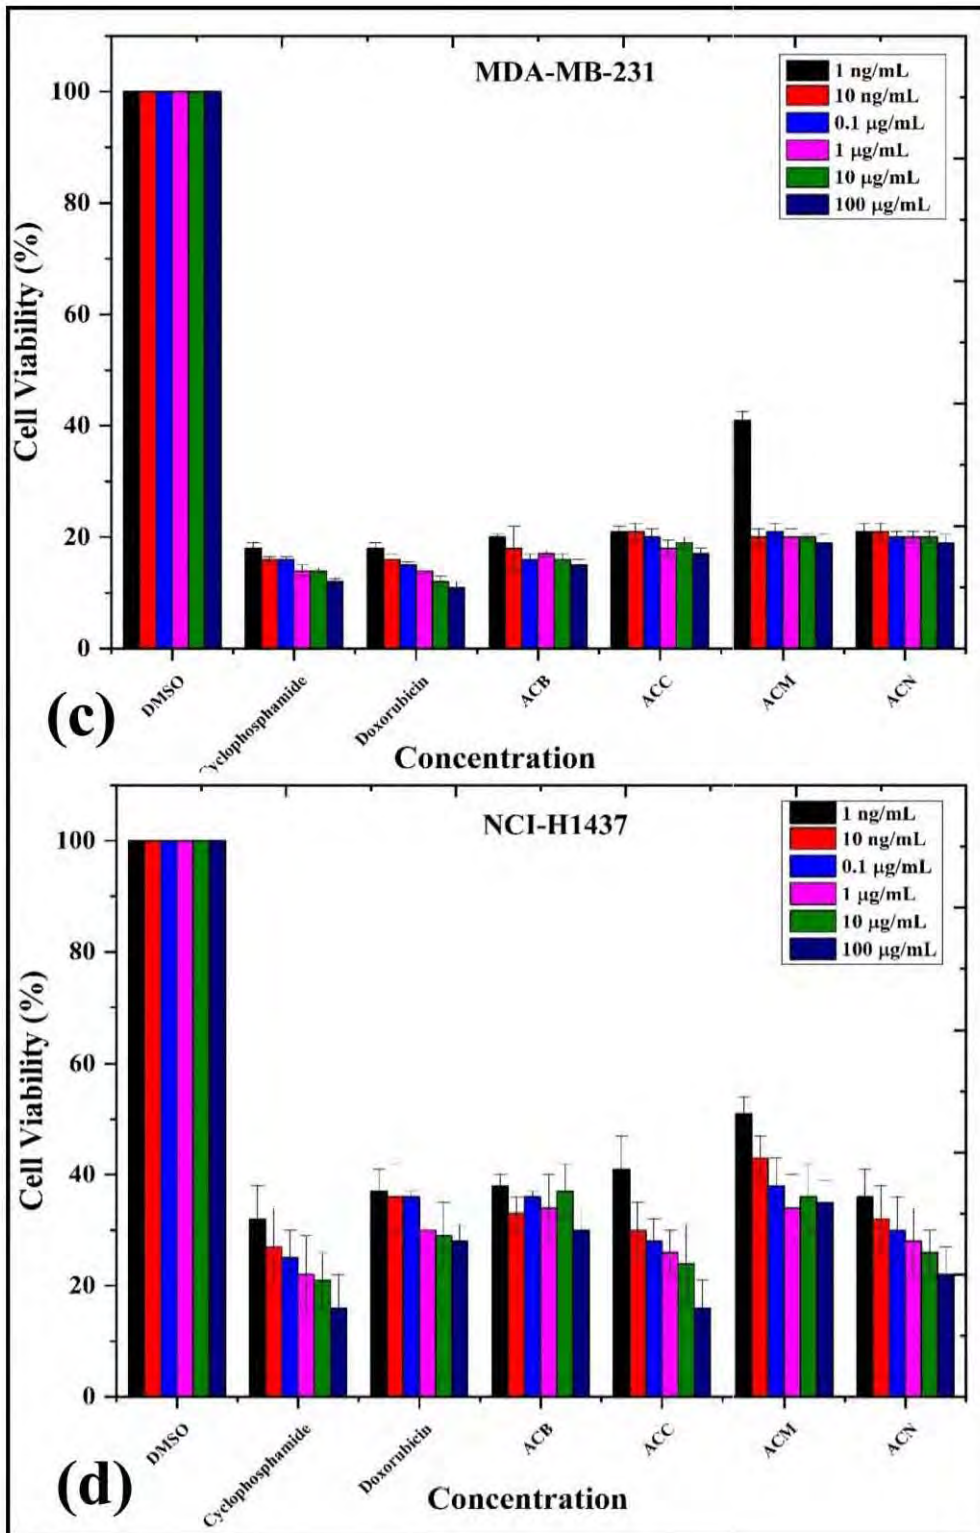 MDA-MB-231
1 ng/mL
10 ng/mL
0.1 µg/mL
1 µg/mL
10 µg/mL
100 µg/mL
100
80
60
40
20
0
Cell Viability (%)
DMSO
Cyclophosphamide
Doxorubicin
ACB
ACC
ACM
ACN
(c)
Concentration
NCI-H1437
1 ng/mL
10 ng/mL
0.1 µg/mL
1 µg/mL
10 µg/mL
100 µg/mL
100
80
60
40
20
0
Cell Viability (%)
DMSO
Cyclophosphamide
Doxorubicin
ACB
ACC
ACM
ACN
(d)
Concentration